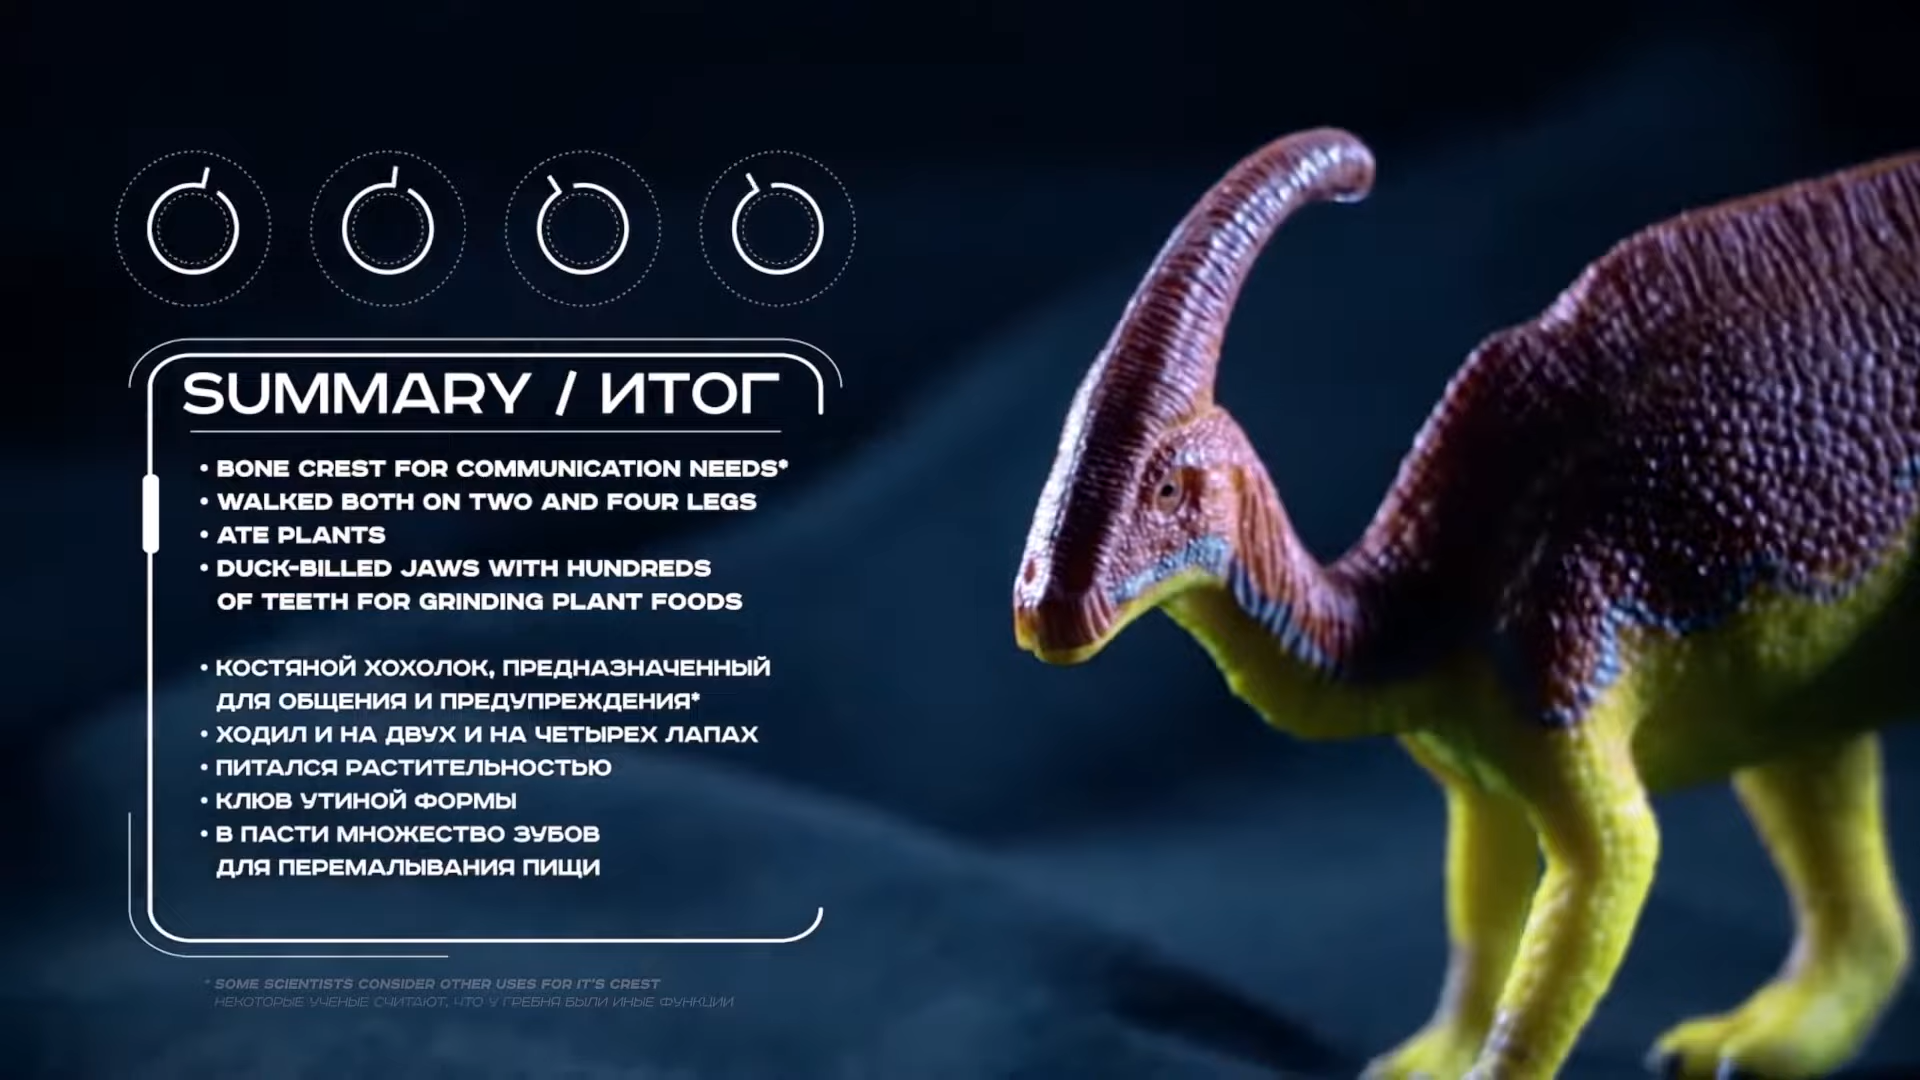 SUMMARY / ИТОГ
• BONE CREST FOR COMMUNICATION NEEDS*
• WALKED BOTH ON TWO AND FOUR LEGS
• ATE PLANTS
• DUCK-BILLED JAWS WITH HUNDREDS
OF TEETH FOR GRINDING PLANT FOODS
• КОСТЯНОЙ ХОХОЛОК, ПРЕДНАЗНАЧЕННЫЙ
ДЛЯ ОБЩЕНИЯ И ПРЕДУПРЕЖДЕНИЯ*
• ХОДИЛ И НА ДВУХ И НА ЧЕТЫРЕХ ЛАПАХ
• ПИТАЛСЯ РАСТИТЕЛЬНОСТЬЮ
• КЛЮВ УТИНОЙ ФОРМЫ
• В ПАСТИ МНОЖЕСТВО ЗУБОВ
ДЛЯ ПЕРЕМАЛЫВАНИЯ ПИЩИ
* SOME SCIENTISTS CONSIDER OTHER USES FOR IT'S CREST
НЕКОТОРЫЕ УЧЕНЫЕ СЧИТАЮТ, ЧТО У ГРЕБНЯ БЫЛИ ИНЫЕ ФУНКЦИИ